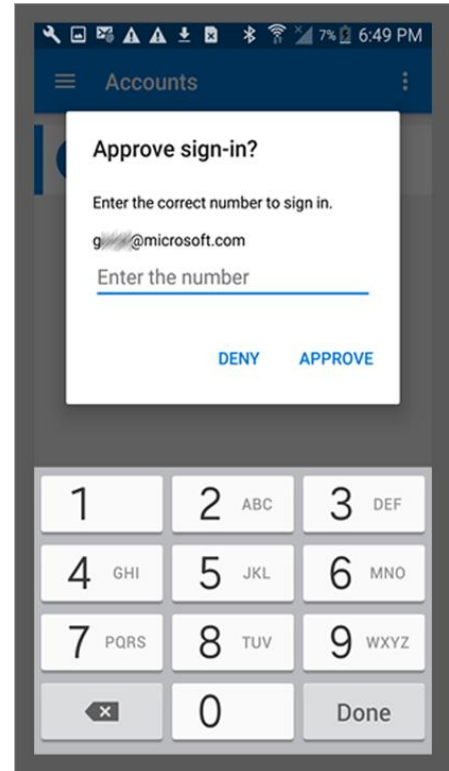 7% 6:49 PM
Accounts
Approve sign-in?
Enter the correct number to sign in.
@microsoft.com
Enter the number
DENY APPROVE
1 2 ABC 3 DEF
4 GHI 5 JKL 6 MNO
7 PQRS 8 TUV 9 WXYZ
0 Done